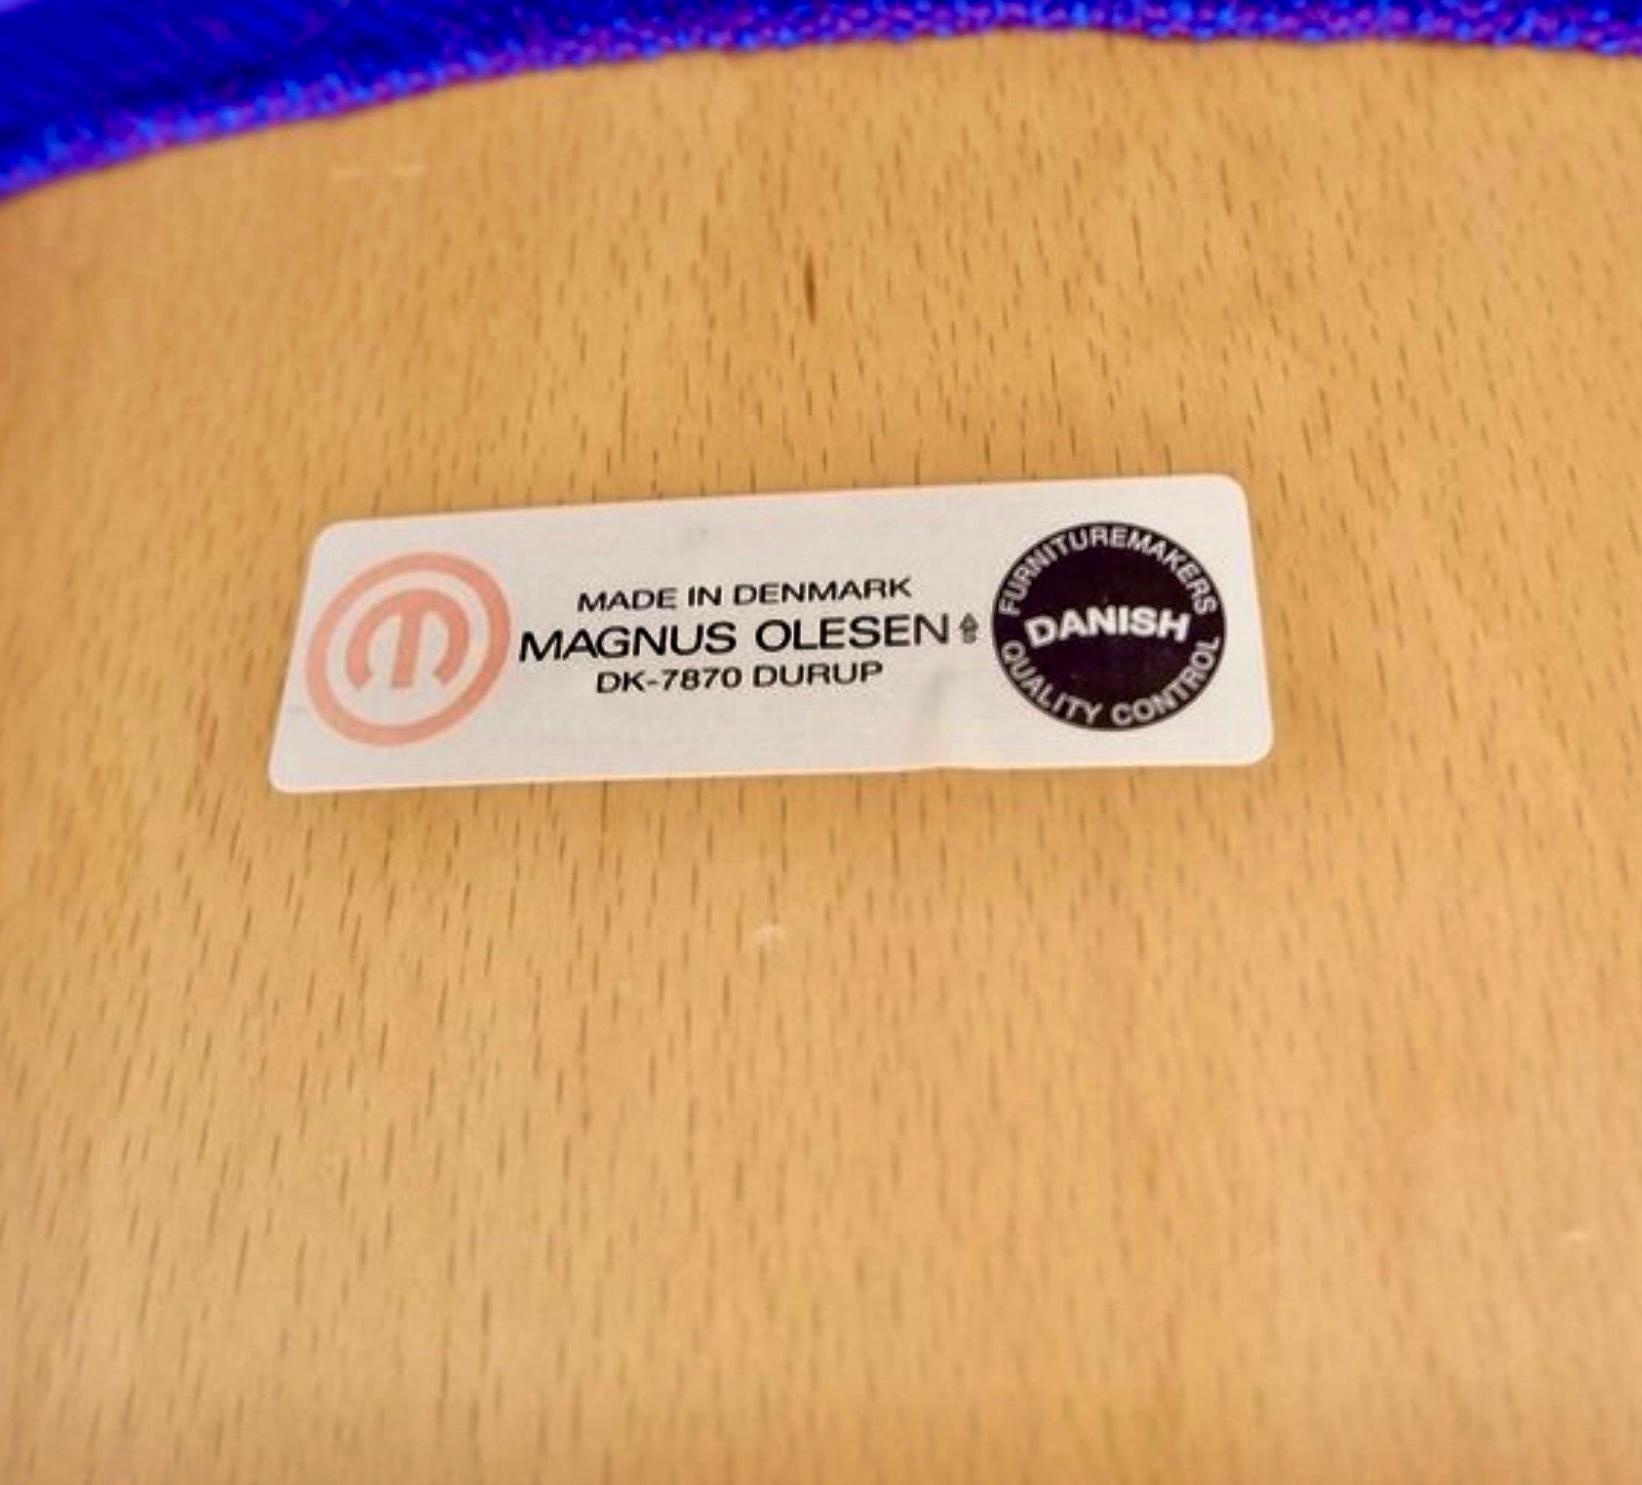 MADE IN DENMARK
MAGNUS OLESEN A/S
DK-7870 DURUP
FURNITUREMAKERS
DANISH
QUALITY CONTROL